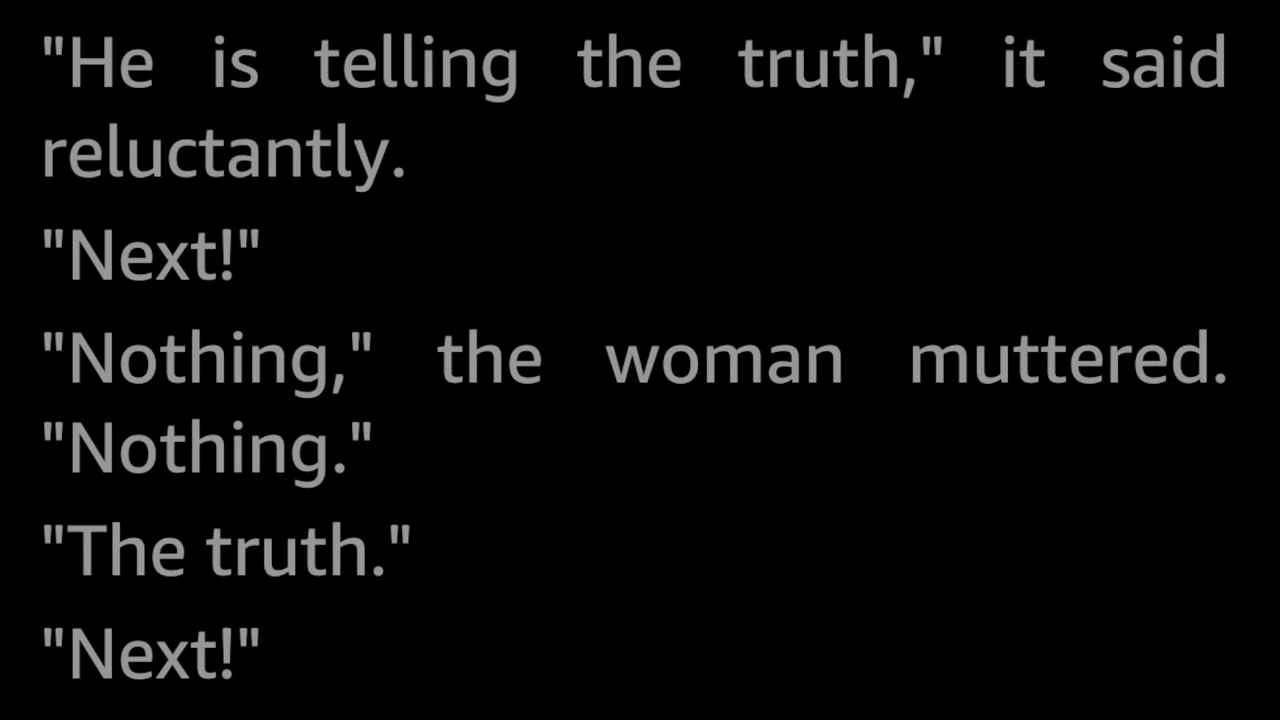 "He is telling the truth," it said
reluctantly.
"Next!"
"Nothing," the woman muttered.
"Nothing."
"The truth."
"Next!"